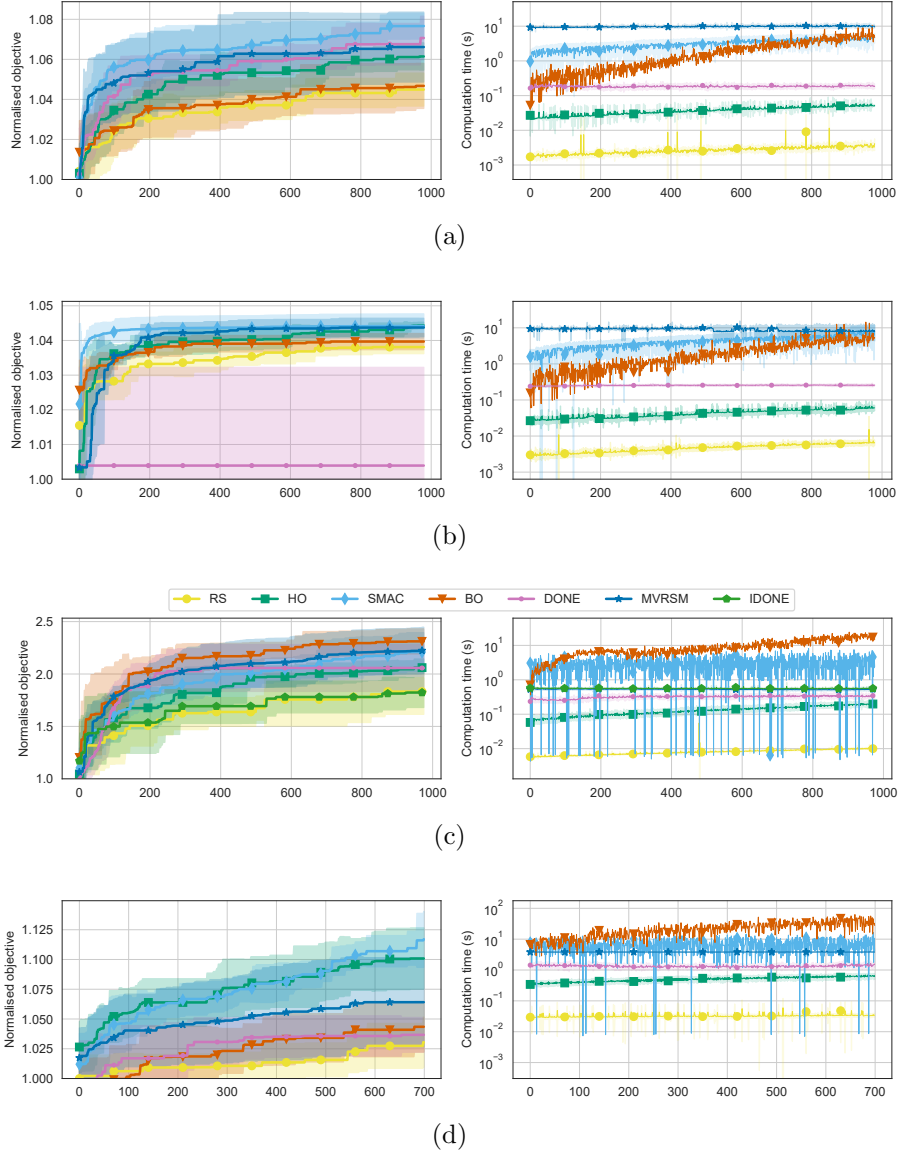 Normalised objective
1.08
1.06
1.04
1.02
1.00
0 200 400 600 800 1000
Computation time (s)
10^1
10^0
10^-1
10^-2
10^-3
0 200 400 600 800 1000
(a)
Normalised objective
1.05
1.04
1.03
1.02
1.01
1.00
0 200 400 600 800 1000
Computation time (s)
10^1
10^0
10^-1
10^-2
10^-3
0 200 400 600 800 1000
(b)
RS HO SMAC BO DONE MVRSM IDONE
Normalised objective
2.5
2.0
1.5
1.0
0 200 400 600 800 1000
Computation time (s)
10^1
10^0
10^-1
10^-2
0 200 400 600 800 1000
(c)
Normalised objective
1.125
1.100
1.075
1.050
1.025
1.000
0 100 200 300 400 500 600 700
Computation time (s)
10^2
10^1
10^0
10^-1
10^-2
10^-3
0 100 200 300 400 500 600 700
(d)